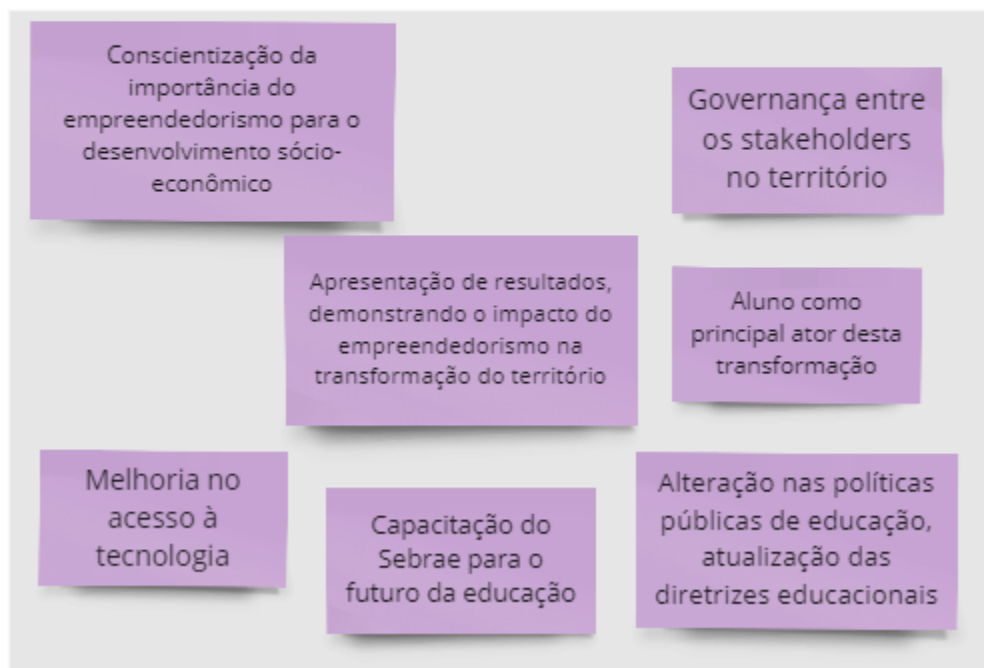 Conscientização da
importância do
empreendedorismo para o
desenvolvimento sócio-
econômico
Governança entre
os stakeholders
no território
Apresentação de resultados,
demonstrando o impacto do
empreendedorismo na
transformação do território
Aluno como
principal ator desta
transformação
Melhoria no
acesso à
tecnologia
Capacitação do
Sebrae para o
futuro da educação
Alteração nas políticas
públicas de educação,
atualização das
diretrizes educacionais